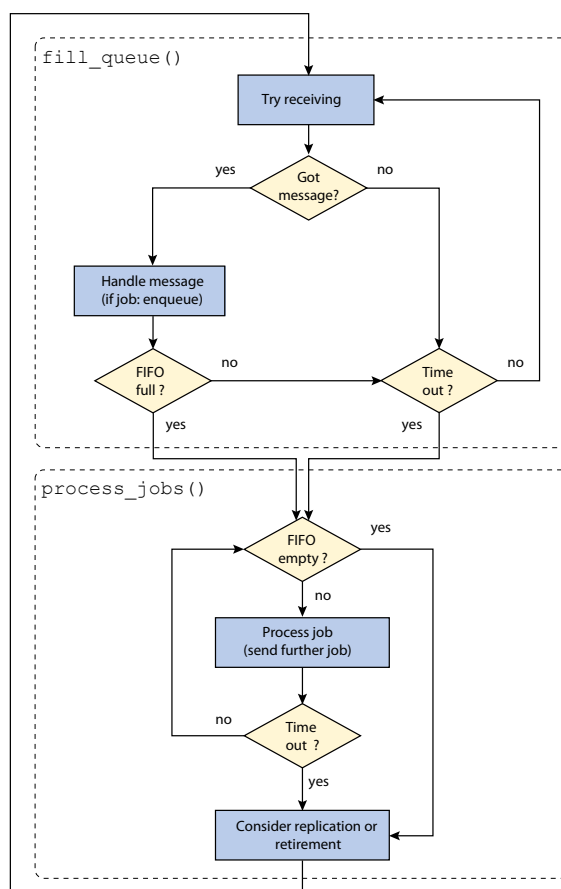 fill_queue()
Try receiving
yes
Got
message?
no
Handle message
(if job: enqueue)
FIFO
full ?
no
Time
out ?
no
yes
yes
process_jobs()
FIFO
empty ?
yes
no
Process job
(send further job)
no
Time
out ?
yes
Consider replication or
retirement